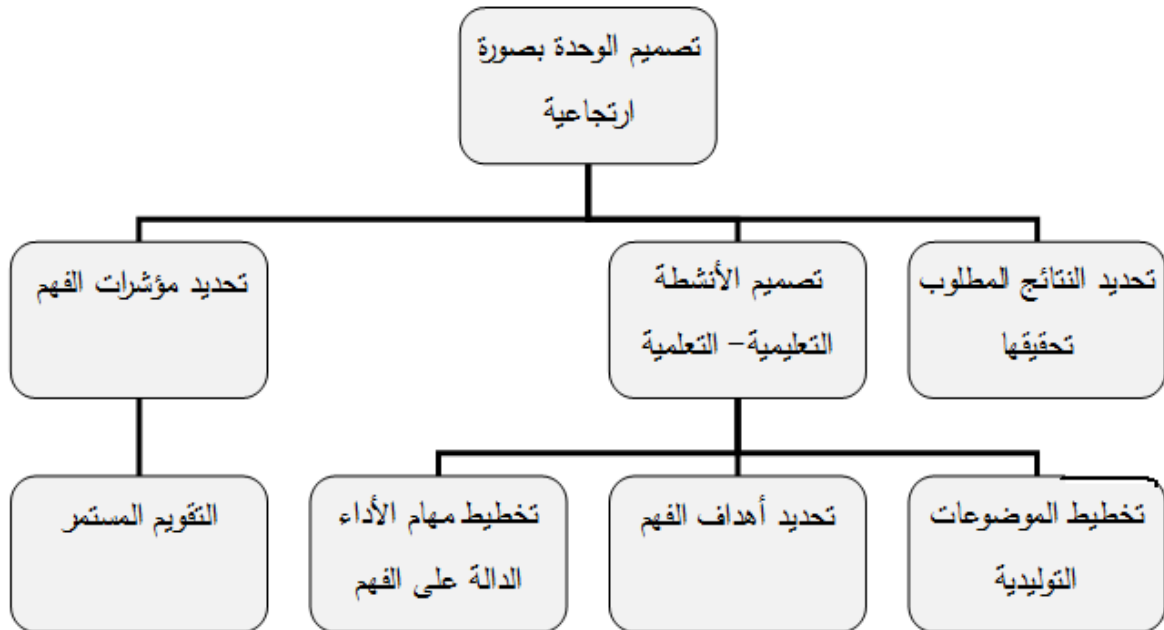 تصميم الوحدة بصورة
ارتجاعية
تحديد النتائج المطلوب
تحقيقها
تصميم الأنشطة
التعليمية– التعلمية
تحديد مؤشرات الفهم
تخطيط الموضوعات
التوليدية
تحديد أهداف الفهم
تخطيط مهام الأداء
الدالة على الفهم
التقويم المستمر